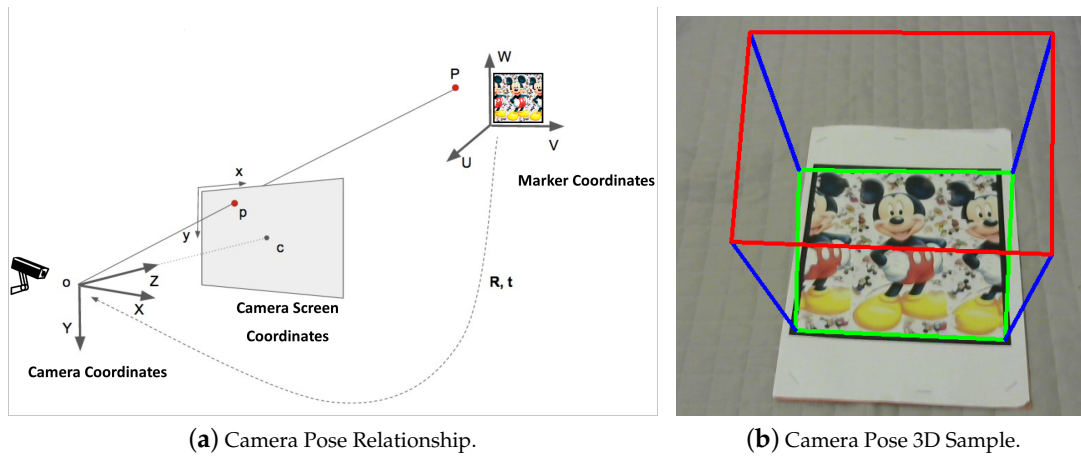 W
P
V
U
Marker Coordinates
x
p
y
c
o
Z
X
Y
R, t
Camera Screen
Coordinates
Camera Coordinates
(a) Camera Pose Relationship.
(b) Camera Pose 3D Sample.